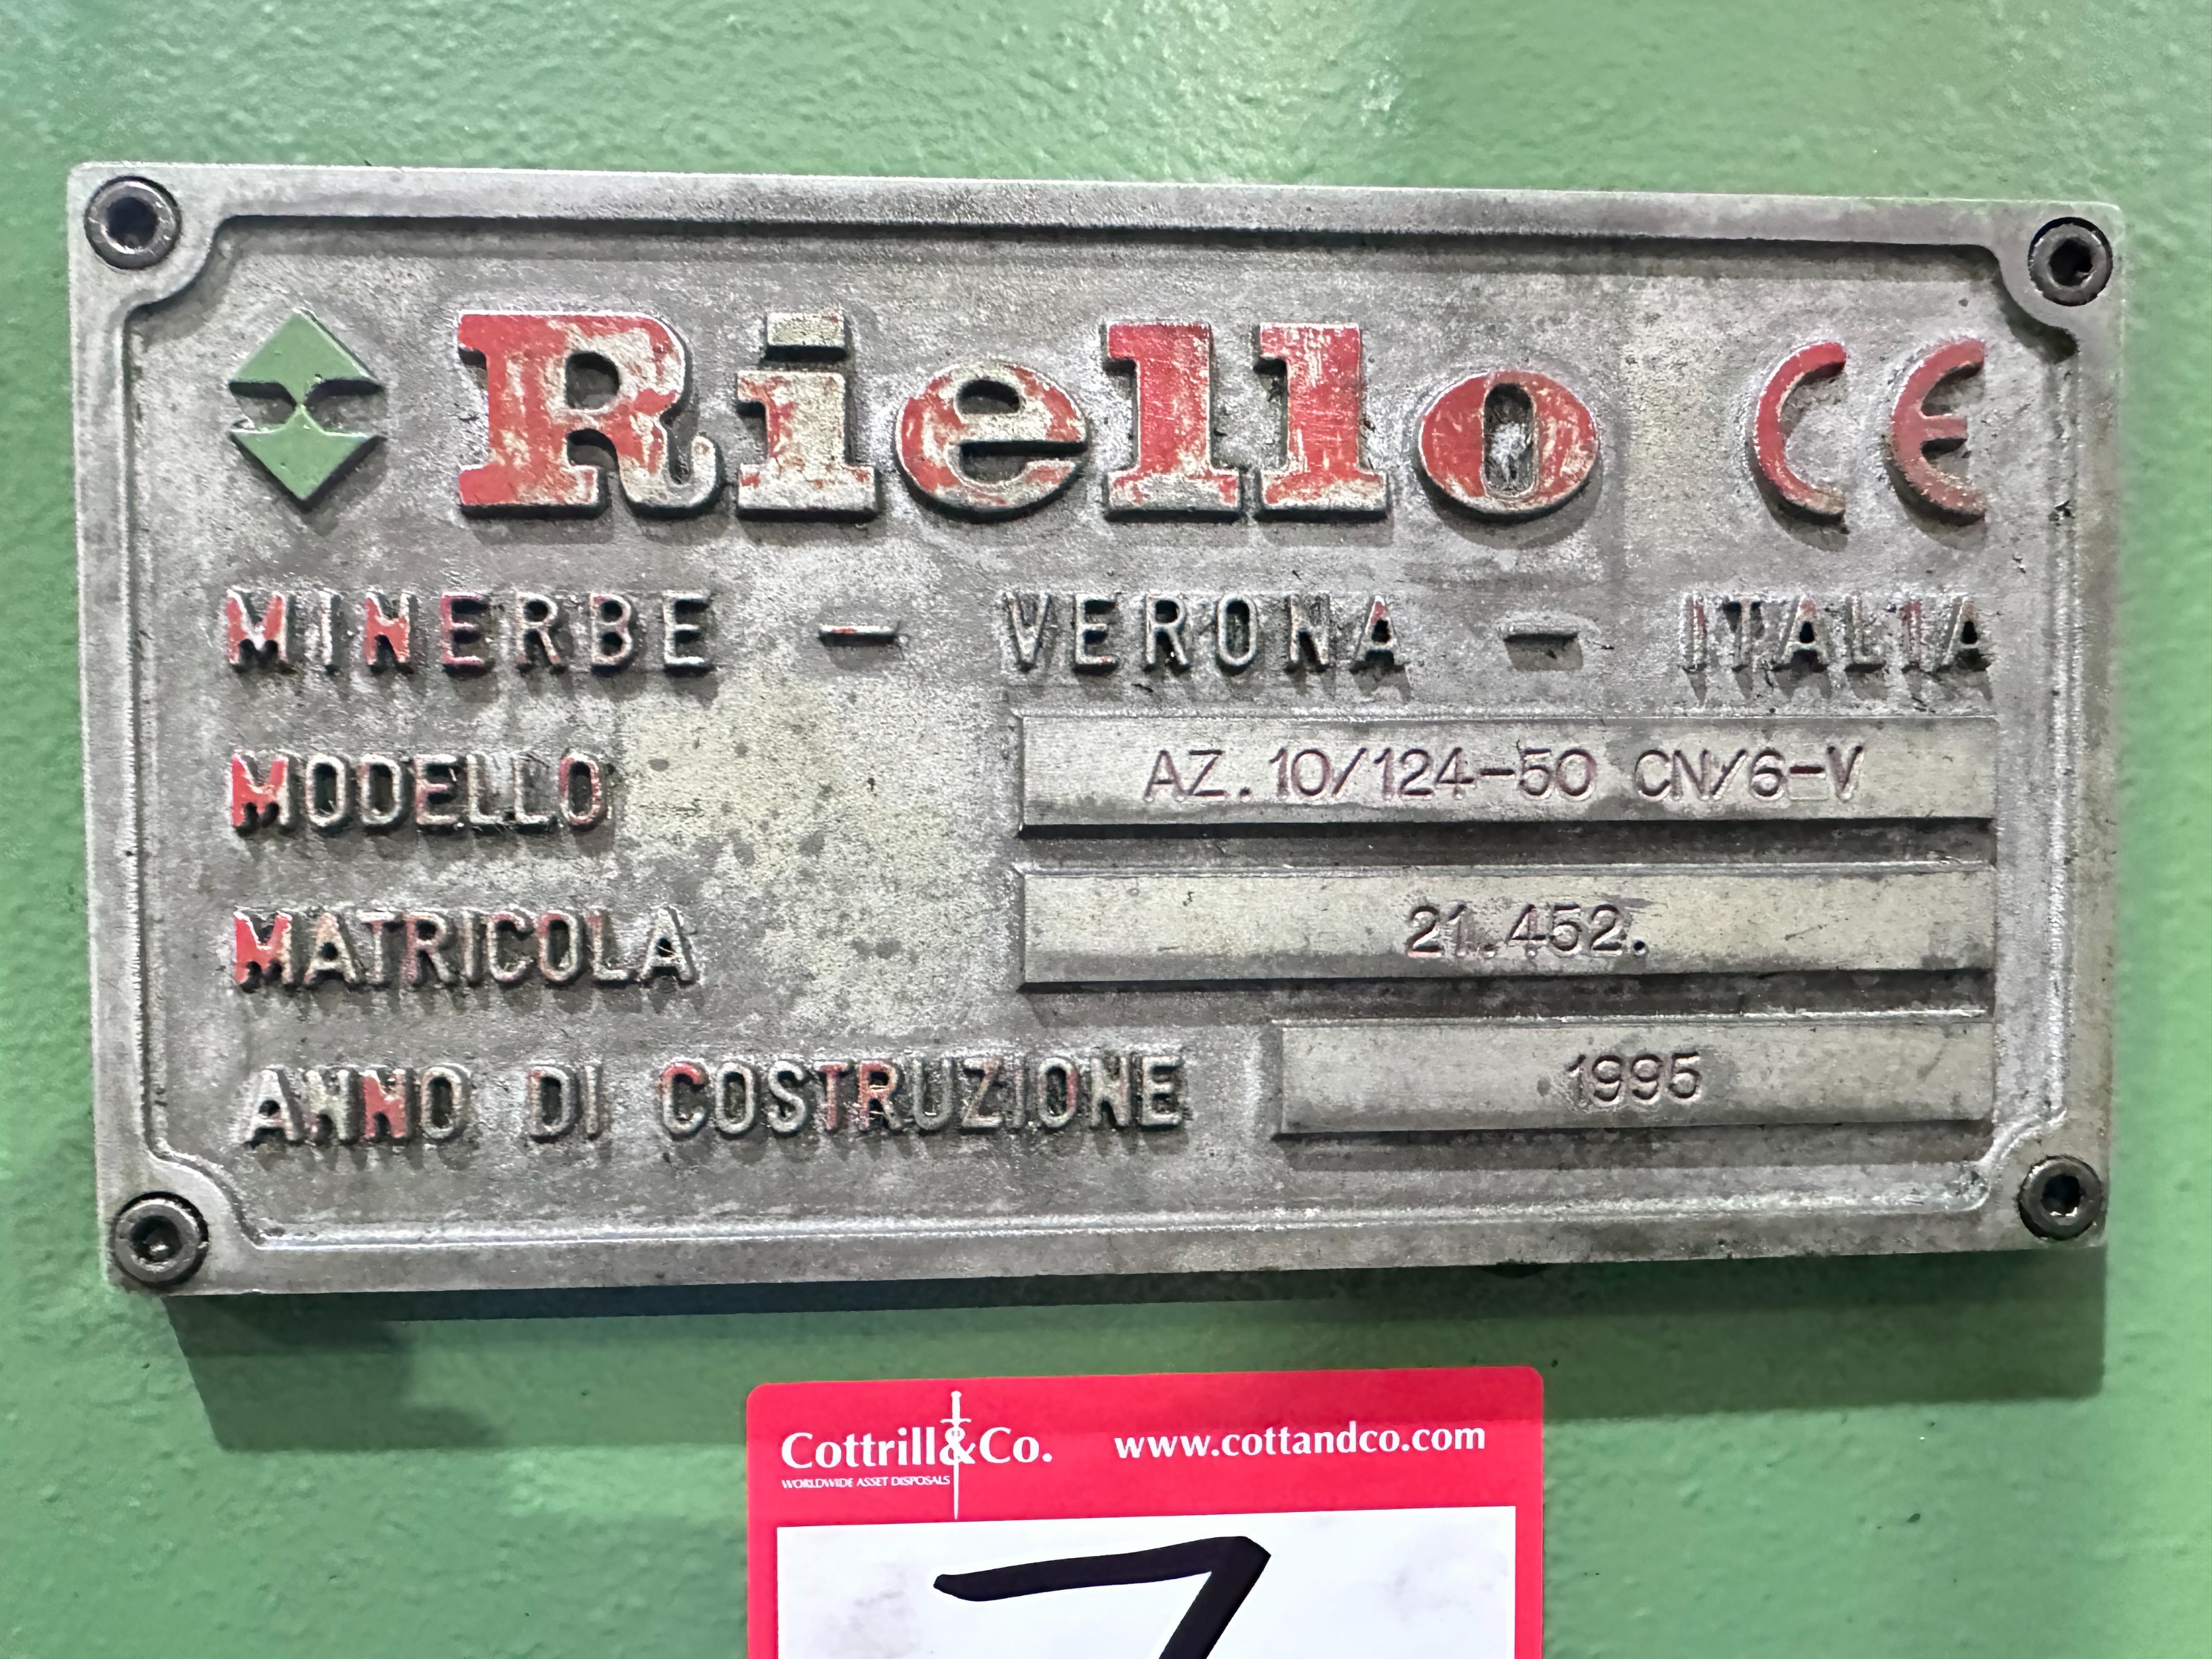 Riello CE
MINERBE - VERONA - ITALIA
MODELLO AZ.10/124-50 CN/6-V
MATRICOLA 21.452.
ANNO DI COSTRUZIONE 1995
Cottrill&Co. www.cottandco.com
WORLDWIDE ASSET DISPOSALS